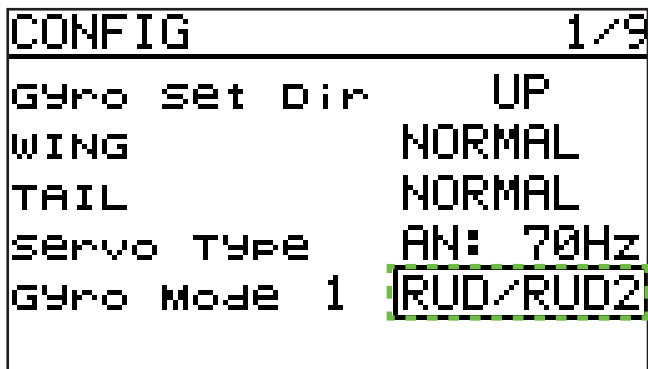 CONFIG 1/9
Gyro Set Dir UP
WING NORMAL
TAIL NORMAL
Servo Type AN: 70Hz
Gyro Mode 1 RUD/RUD2